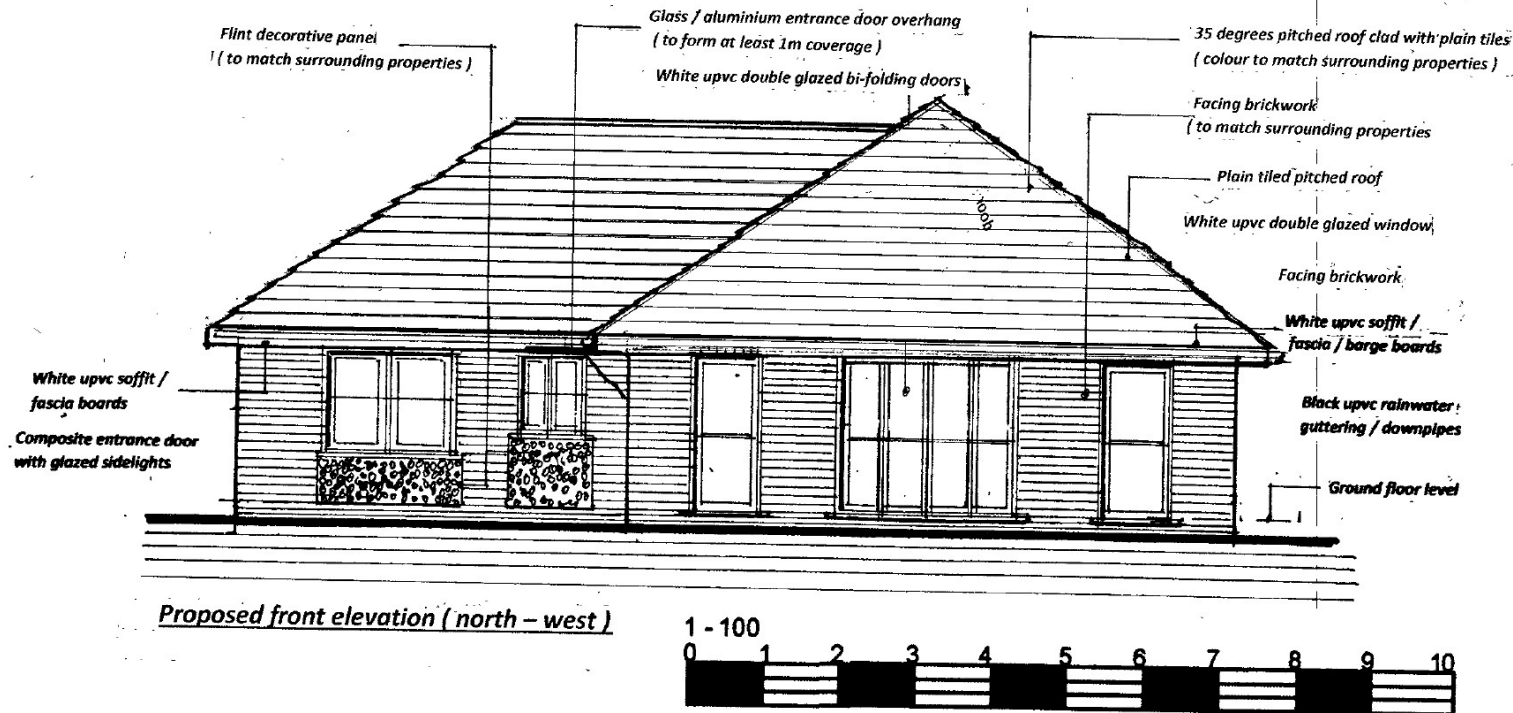 Flint decorative panel
( to match surrounding properties )
Glass / aluminium entrance door overhang
( to form at least 1m coverage )
White upvc double glazed bi-folding doors
35 degrees pitched roof clad with plain tiles
( colour to match surrounding properties )
Facing brickwork
( to match surrounding properties
Plain tiled pitched roof
White upvc double glazed window
Facing brickwork
White upvc soffit /
fascia / barge boards
White upvc soffit /
fascia boards
Composite entrance door
with glazed sidelights
Black upvc rainwater
guttering / downpipes
Ground floor level
Proposed front elevation ( north – west )
1 - 100
0 1 2 3 4 5 6 7 8 9 10